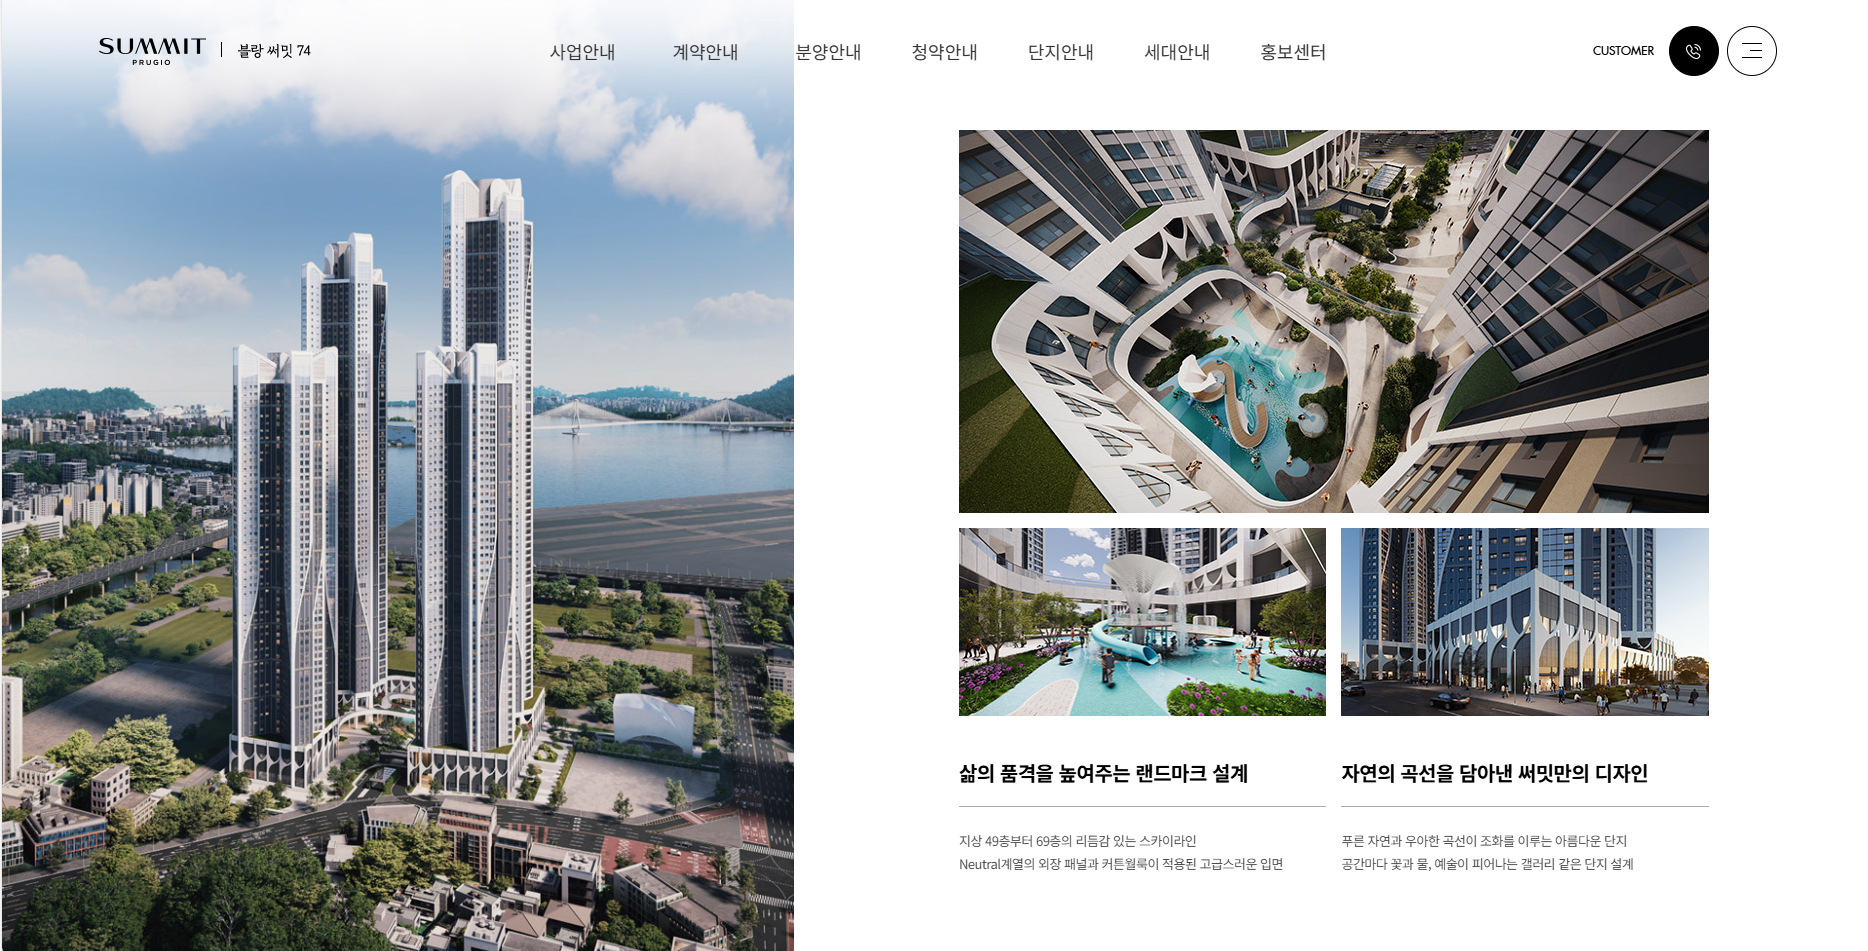 SUMMIT
PRUGIO
블랑 써밋 74
사업안내
계약안내
분양안내
청약안내
단지안내
세대안내
홍보센터
CUSTOMER
삶의 품격을 높여주는 랜드마크 설계
지상 49층부터 69층의 리듬감 있는 스카이라인
Neutral계열의 외장 패널과 커튼월룩이 적용된 고급스러운 입면
자연의 곡선을 담아낸 써밋만의 디자인
푸른 자연과 우아한 곡선이 조화를 이루는 아름다운 단지
공간마다 꽃과 물, 예술이 피어나는 갤러리 같은 단지 설계